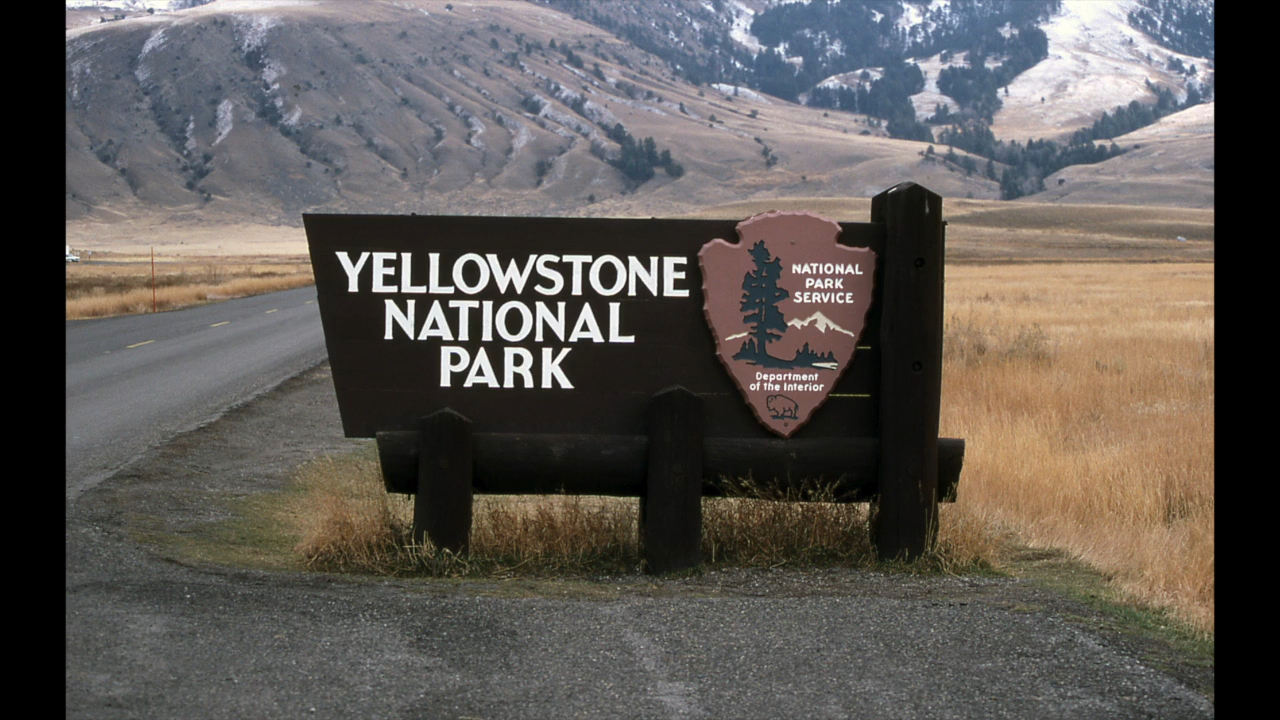 YELLOWSTONE
NATIONAL
PARK
NATIONAL
PARK
SERVICE
Department
of the Interior